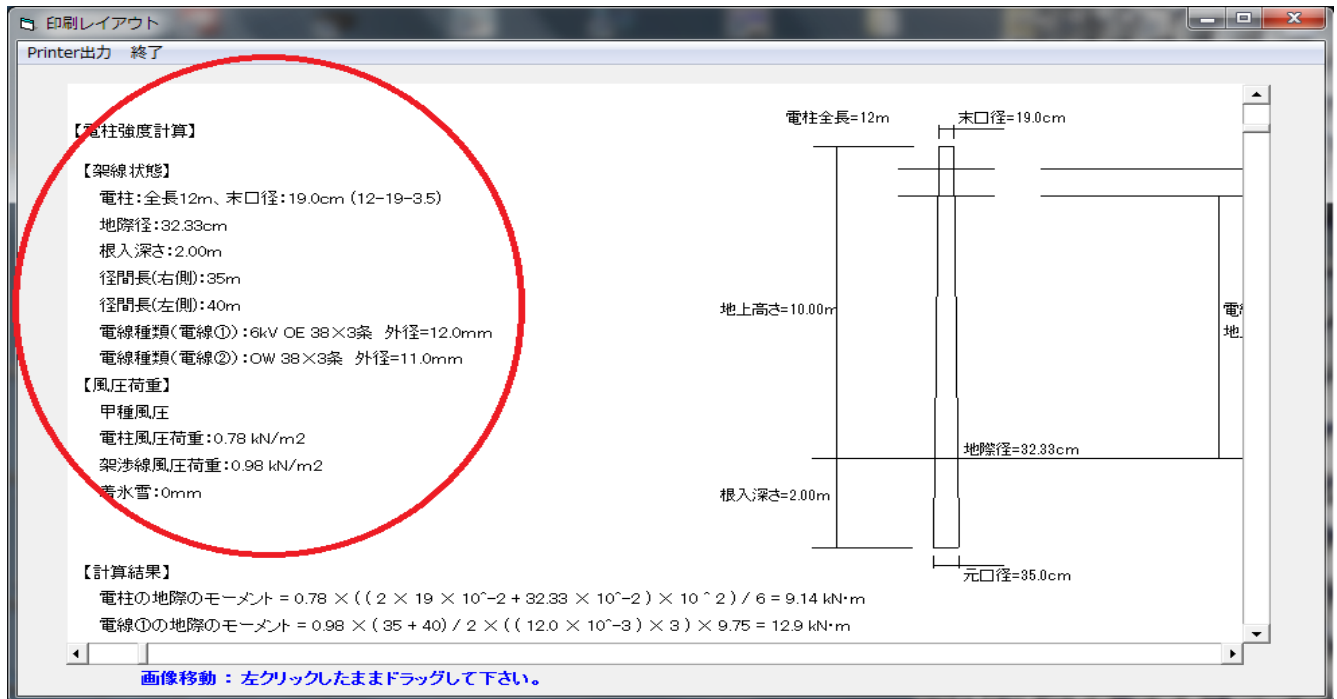 印刷レイアウト
Printer出力 終了
【電柱強度計算】
【架線状態】
電柱:全長12m、末口径:19.0cm (12-19-3.5)
地際径:32.33cm
根入深さ:2.00m
径間長(右側):35m
径間長(左側):40m
電線種類(電線①):6kV OE 38×3条 外径=12.0mm
電線種類(電線②):OW 38×3条 外径=11.0mm
【風圧荷重】
甲種風圧
電柱風圧荷重:0.78 kN/m2
架渉線風圧荷重:0.98 kN/m2
着氷雪:0mm
電柱全長=12m
末口径=19.0cm
地上高さ=10.00m
電
地上
地際径=32.33cm
根入深さ=2.00m
元口径=35.0cm
【計算結果】
電柱の地際のモーメント = 0.78 × ( ( 2 × 19 × 10^-2 + 32.33 × 10^-2 ) × 10 ^ 2 ) / 6 = 9.14 kN・m
電線①の地際のモーメント = 0.98 × ( 35 + 40 ) / 2 × ( ( 12.0 × 10^-3 ) × 3 ) × 9.75 = 12.9 kN・m
画像移動 : 左クリックしたままドラッグして下さい。